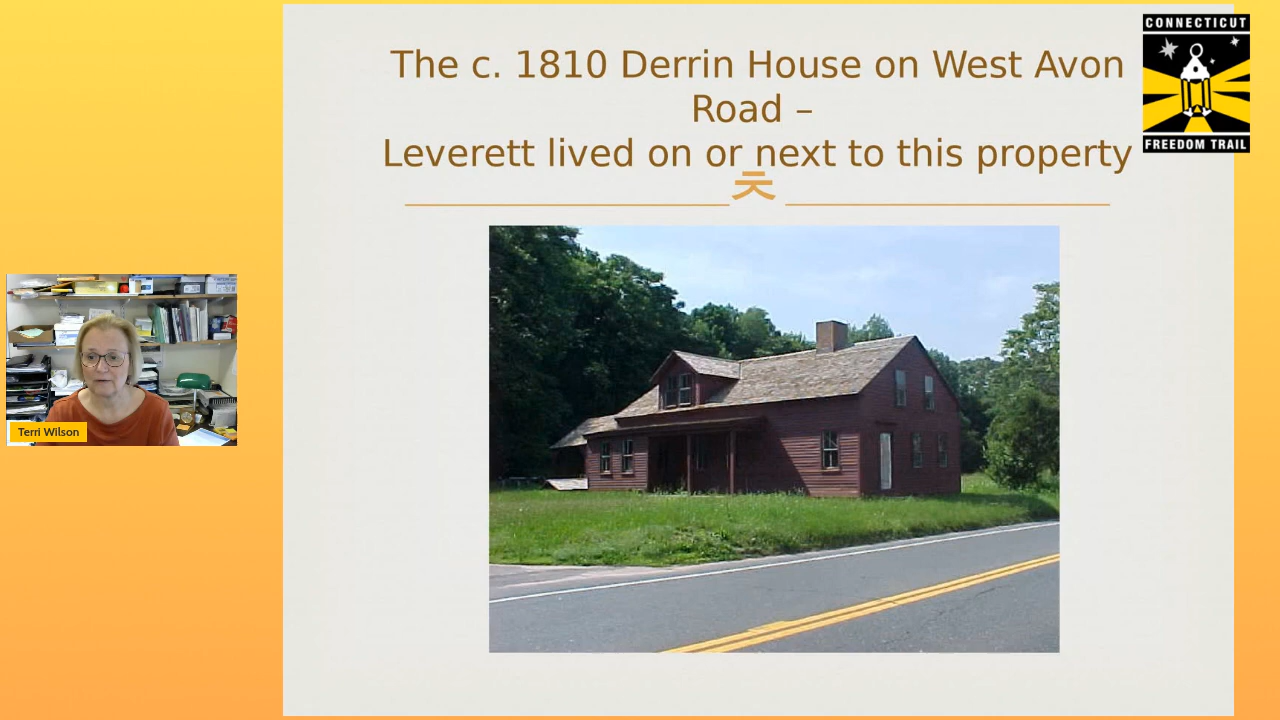 The c. 1810 Derrin House on West Avon
Road –
Leverett lived on or next to this property
ㅊ
CONNECTICUT
FREEDOM TRAIL
Terri Wilson